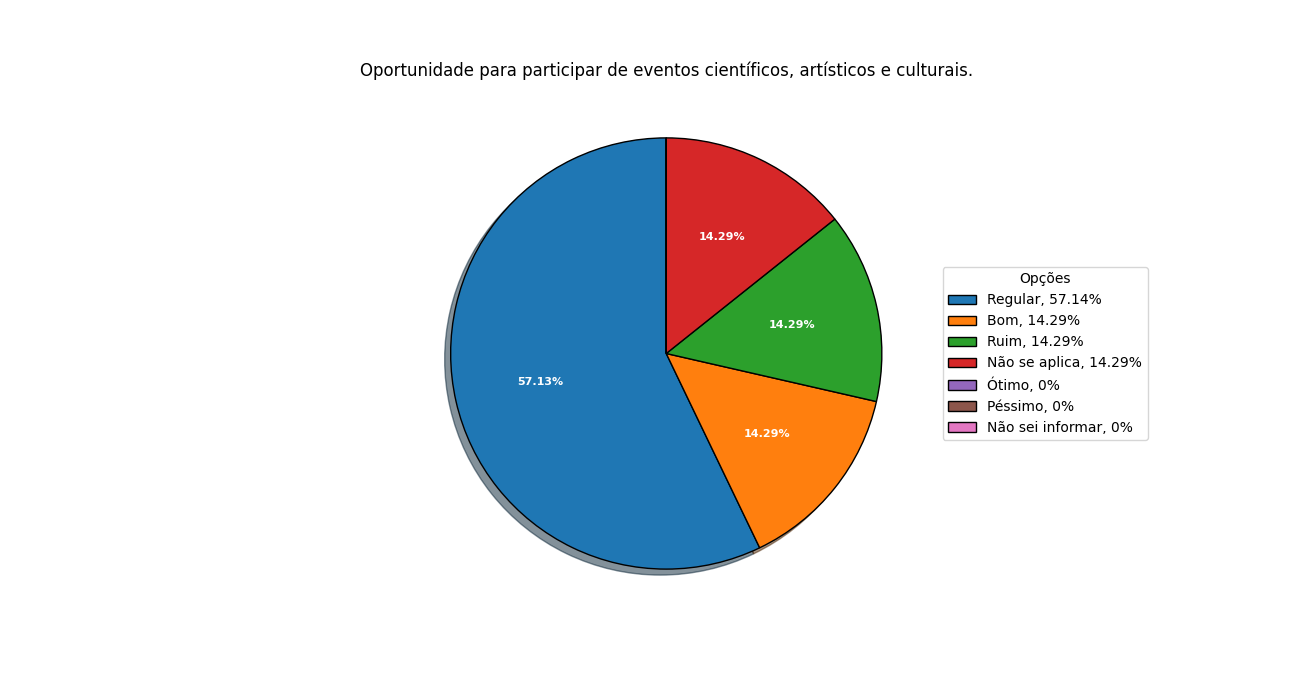 Oportunidade para participar de eventos científicos, artísticos e culturais.
14.29%
14.29%
57.13%
14.29%
Opções
Regular, 57.14%
Bom, 14.29%
Ruim, 14.29%
Não se aplica, 14.29%
Ótimo, 0%
Péssimo, 0%
Não sei informar, 0%